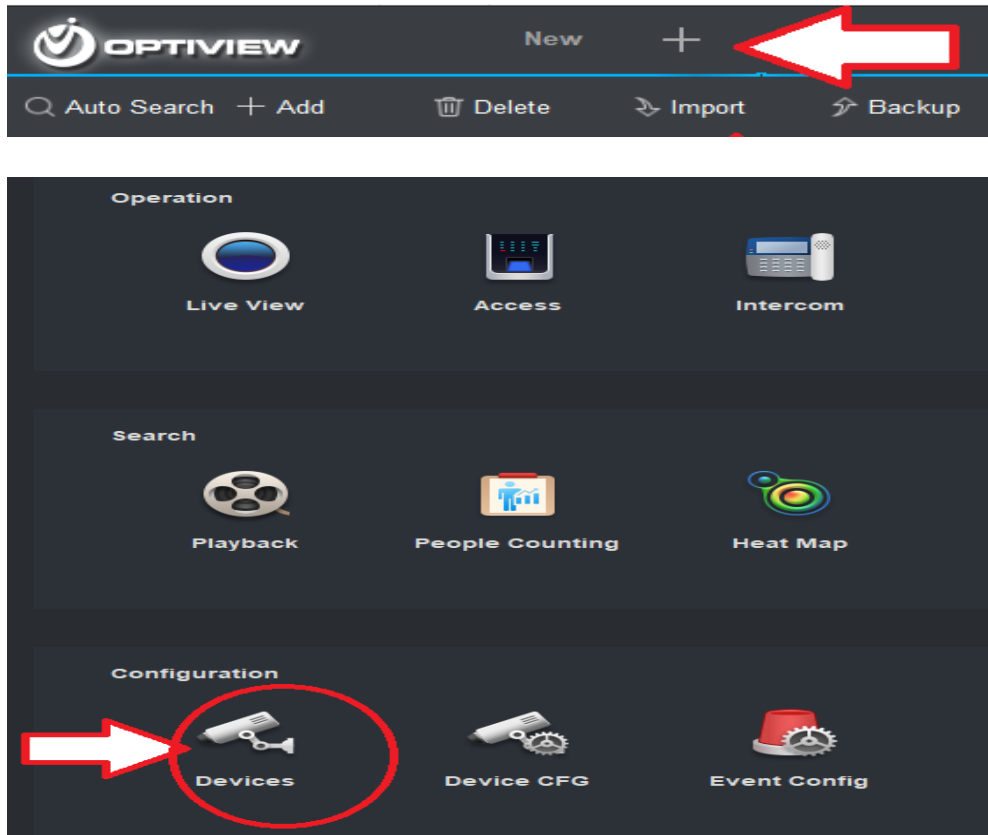 OPTIVIEW New
Auto Search Add Delete Import Backup
Operation
Live View Access Intercom
Search
Playback People Counting Heat Map
Configuration
Devices Device CFG Event Config